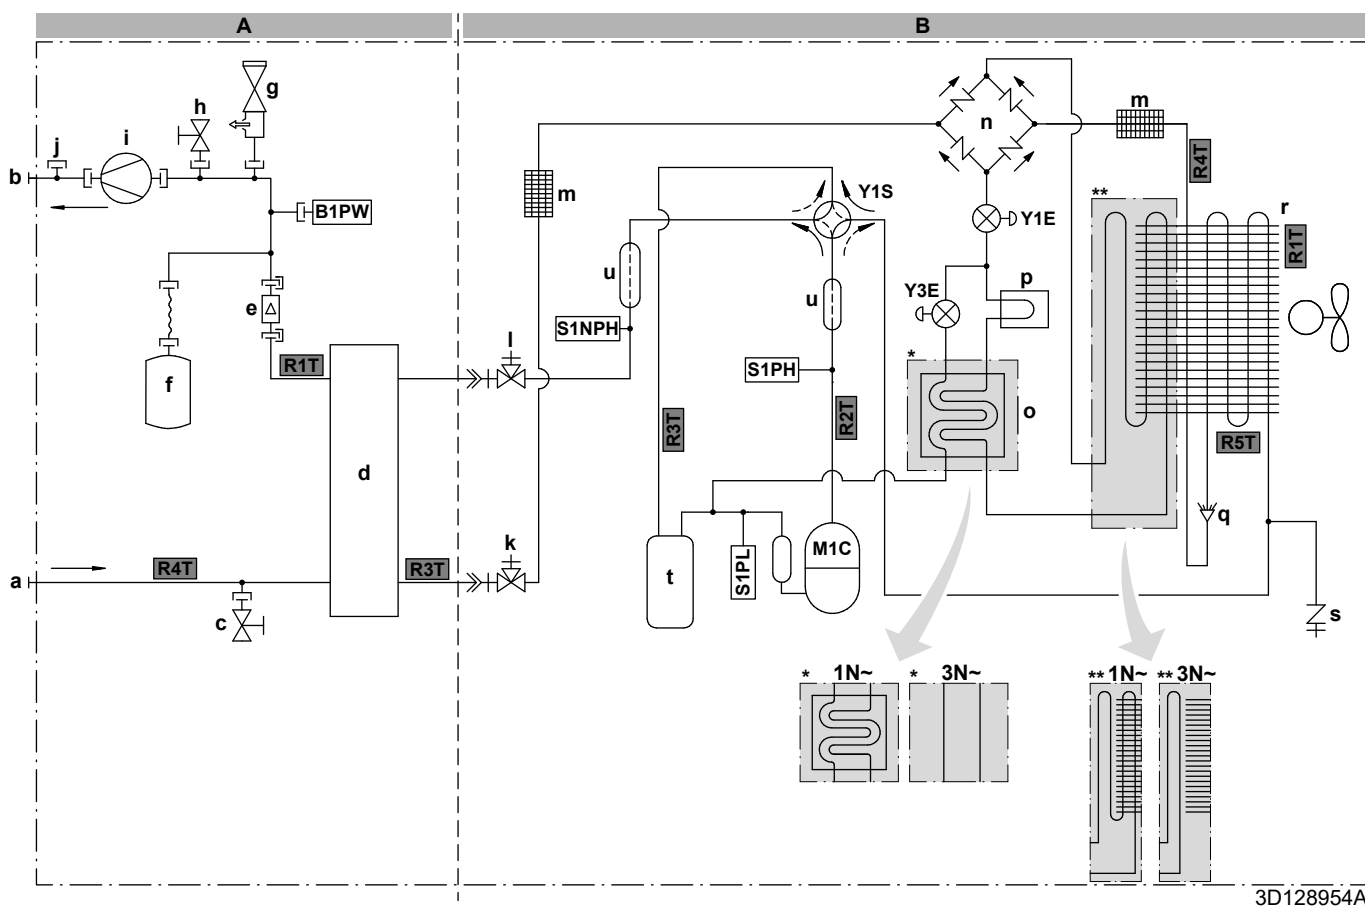 A
B
g
h
i
j
b
B1PW
e
f
R1T
d
a
R4T
c
R3T
l
k
m
u
S1NPH
R3T
t
S1PL
M1C
S1PH
R2T
u
Y1S
n
m
R4T
Y1E
Y3E
p
*
o
**
r
R1T
R5T
q
s
* 1N~
* 3N~
** 1N~
** 3N~
3D128954A